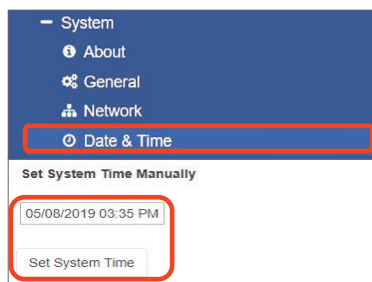 System
About
General
Network
Date & Time
Set System Time Manually
05/08/2019 03:35 PM
Set System Time